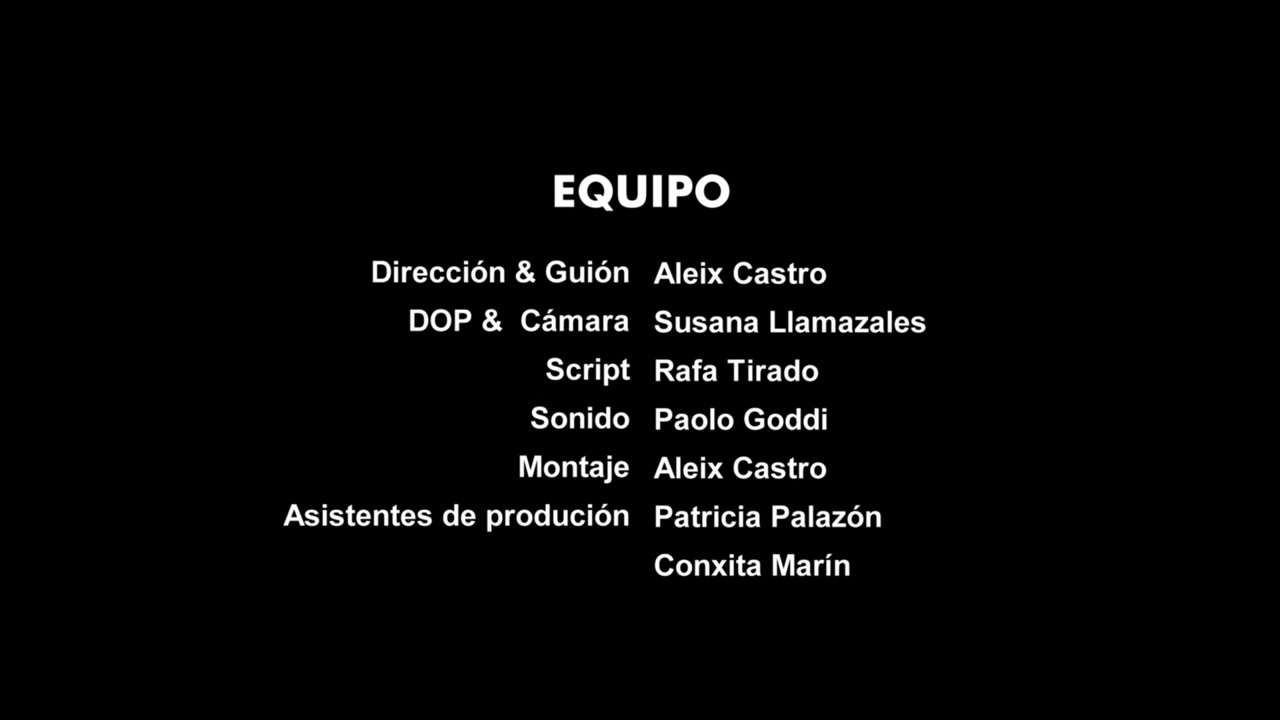 EQUIPO
Dirección & Guión Aleix Castro
DOP & Cámara Susana Llamazales
Script Rafa Tirado
Sonido Paolo Goddi
Montaje Aleix Castro
Asistentes de produción Patricia Palazón
Conxita Marín